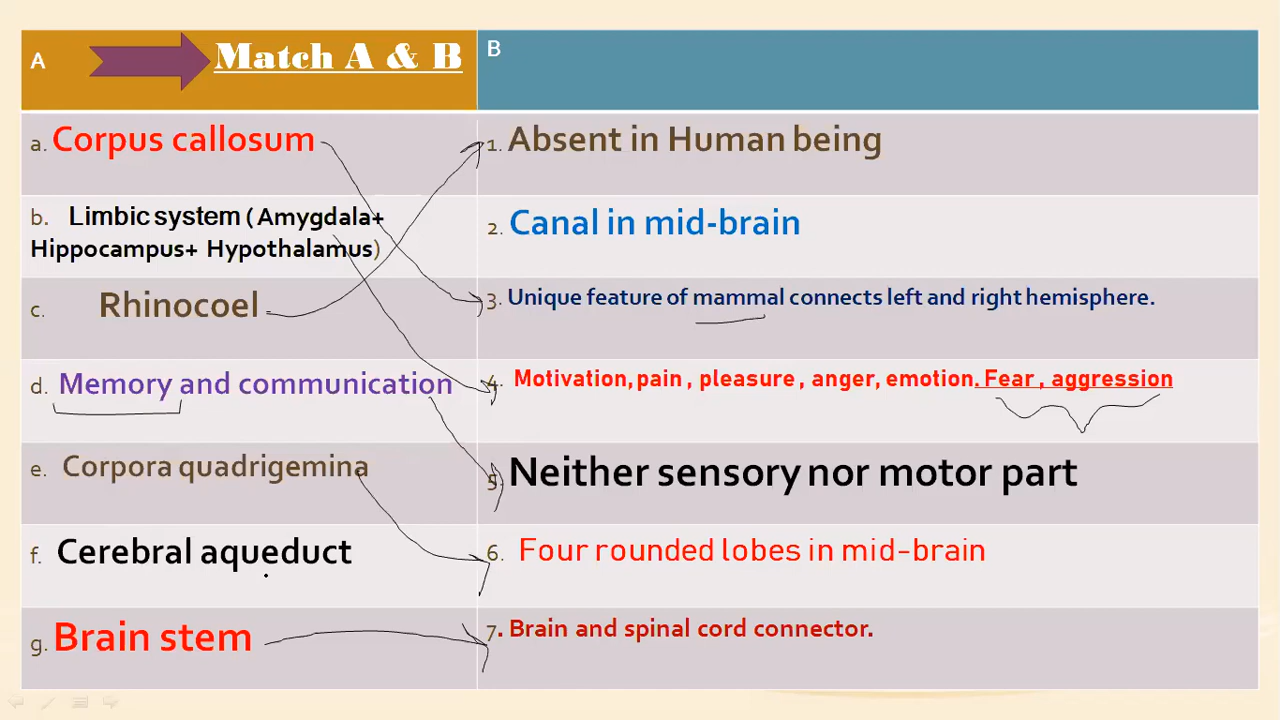 A Match A & B
B
a. Corpus callosum
1. Absent in Human being
b. Limbic system ( Amygdala+
Hippocampus+ Hypothalamus)
2. Canal in mid-brain
c. Rhinocoel
3. Unique feature of mammal connects left and right hemisphere.
d. Memory and communication
4. Motivation, pain , pleasure , anger, emotion. Fear , aggression
e. Corpora quadrigemina
5. Neither sensory nor motor part
f. Cerebral aqueduct
6. Four rounded lobes in mid-brain
g. Brain stem
7. Brain and spinal cord connector.